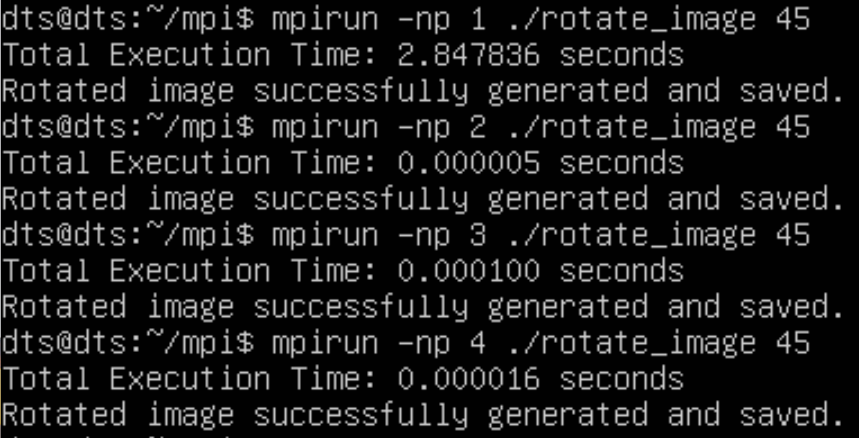 dts@dts:~/mpi$ mpirun -np 1 ./rotate_image 45
Total Execution Time: 2.847836 seconds
Rotated image successfully generated and saved.
dts@dts:~/mpi$ mpirun -np 2 ./rotate_image 45
Total Execution Time: 0.000005 seconds
Rotated image successfully generated and saved.
dts@dts:~/mpi$ mpirun -np 3 ./rotate_image 45
Total Execution Time: 0.000100 seconds
Rotated image successfully generated and saved.
dts@dts:~/mpi$ mpirun -np 4 ./rotate_image 45
Total Execution Time: 0.000016 seconds
Rotated image successfully generated and saved.